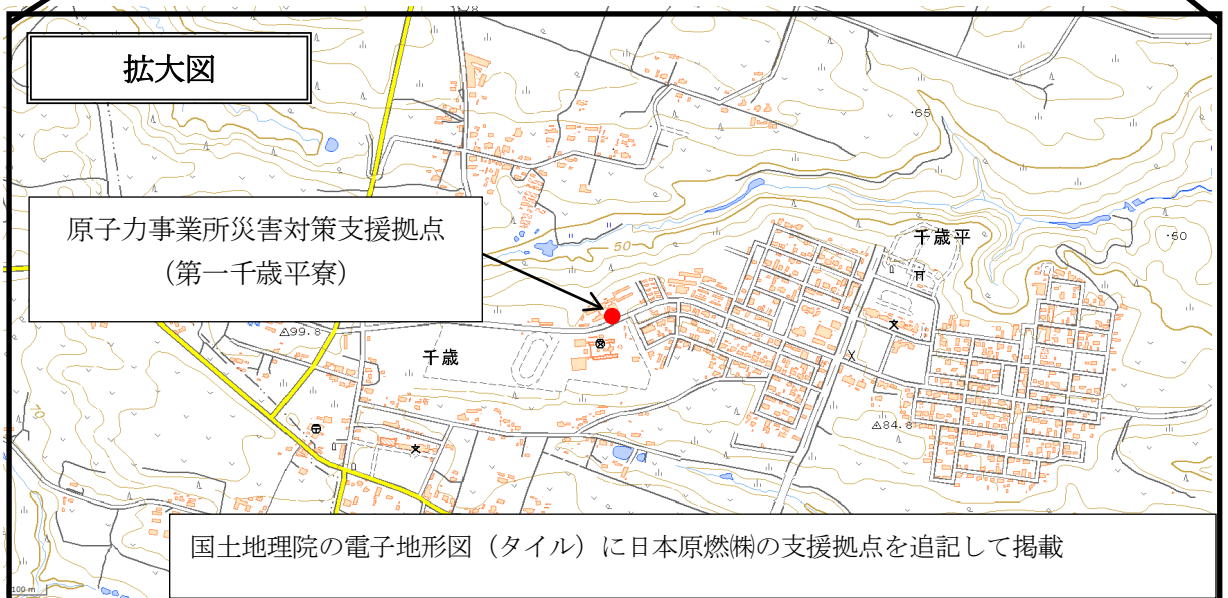 拡大図
・65
原子力事業所災害対策支援拠点
（第一千歳平寮）
50
千歳平
・60
△99.8
千歳
70
△84.8
国土地理院の電子地形図（タイル）に日本原燃㈱の支援拠点を追記して掲載
100 m